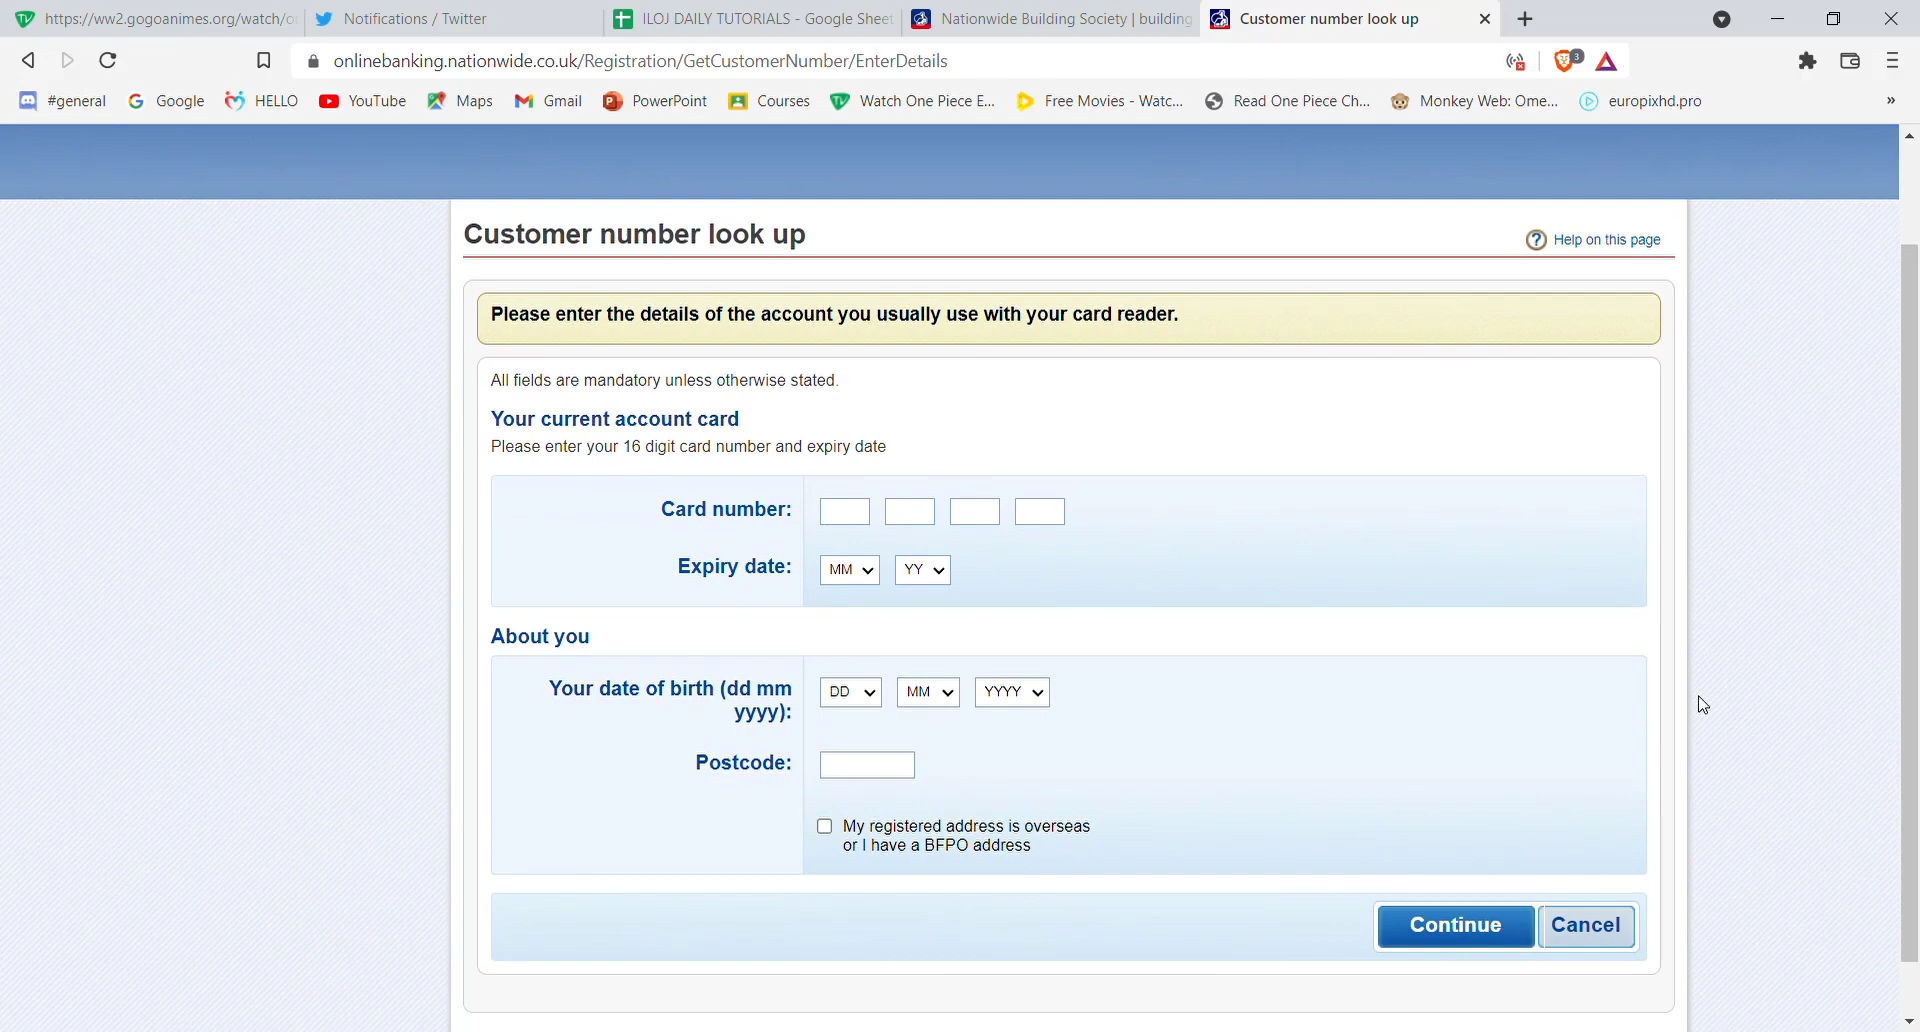 https://ww2.gogoanimes.org/watch/o
Notifications / Twitter
ILOJ DAILY TUTORIALS - Google Sheet
Nationwide Building Society | building
Customer number look up
onlinebanking.nationwide.co.uk/Registration/GetCustomerNumber/EnterDetails
3
#general
Google
HELLO
YouTube
Maps
Gmail
PowerPoint
Courses
Watch One Piece E...
Free Movies - Watc...
Read One Piece Ch...
Monkey Web: Ome...
europixhd.pro
»
Customer number look up
Help on this page
Please enter the details of the account you usually use with your card reader.
All fields are mandatory unless otherwise stated.
Your current account card
Please enter your 16 digit card number and expiry date
Card number:
Expiry date:
MM
YY
About you
Your date of birth (dd mm
yyyy):
DD
MM
YYYY
Postcode:
My registered address is overseas
or I have a BFPO address
Continue
Cancel